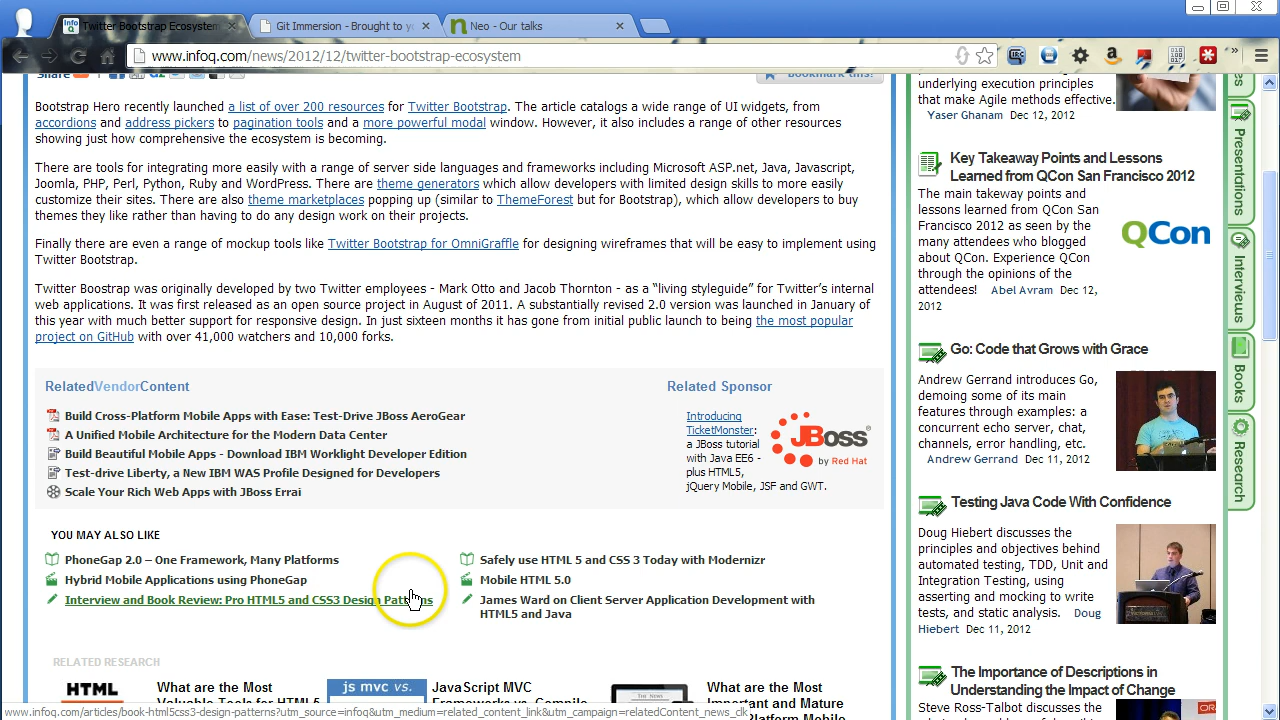 Twitter Bootstrap Ecosystem
Git Immersion - Brought to y
Neo - Our talks
www.infoq.com/news/2012/12/twitter-bootstrap-ecosystem
Share
Bookmark this!
Bootstrap Hero recently launched a list of over 200 resources for Twitter Bootstrap. The article catalogs a wide range of UI widgets, from
accordions and address pickers to pagination tools and a more powerful modal window. However, it also includes a range of other resources
showing just how comprehensive the ecosystem is becoming.
There are tools for integrating more easily with a range of server side languages and frameworks including Microsoft ASP.net, Java, Javascript,
Joomla, PHP, Perl, Python, Ruby and WordPress. There are theme generators which allow developers with limited design skills to more easily
customize their sites. There are also theme marketplaces popping up (similar to ThemeForest but for Bootstrap), which allow developers to buy
themes they like rather than having to do any design work on their projects.
Finally there are even a range of mockup tools like Twitter Bootstrap for OmniGraffle for designing wireframes that will be easy to implement using
Twitter Bootstrap.
Twitter Boostrap was originally developed by two Twitter employees - Mark Otto and Jacob Thornton - as a “living styleguide” for Twitter’s internal
web applications. It was first released as an open source project in August of 2011. A substantially revised 2.0 version was launched in January of
this year with much better support for responsive design. In just sixteen months it has gone from initial public launch to being the most popular
project on GitHub with over 41,000 watchers and 10,000 forks.
RelatedVendorContent
Build Cross-Platform Mobile Apps with Ease: Test-Drive JBoss AeroGear
A Unified Mobile Architecture for the Modern Data Center
Build Beautiful Mobile Apps - Download IBM Worklight Developer Edition
Test-drive Liberty, a New IBM WAS Profile Designed for Developers
Scale Your Rich Web Apps with JBoss Errai
Related Sponsor
Introducing
TicketMonster:
a JBoss tutorial
with Java EE6 -
plus HTML5,
jQuery Mobile, JSF and GWT.
JBoss
by Red Hat
YOU MAY ALSO LIKE
PhoneGap 2.0 – One Framework, Many Platforms
Hybrid Mobile Applications using PhoneGap
Interview and Book Review: Pro HTML5 and CSS3 Design Patterns
Safely use HTML 5 and CSS 3 Today with Modernizr
Mobile HTML 5.0
James Ward on Client Server Application Development with
HTML5 and Java
RELATED RESEARCH
HTML
What are the Most
Valuable Tools for HTML5
js mvc vs.
JavaScript MVC
Frameworks vs. Compile
THE NEWS
What are the Most
Important and Mature
Platform Mobile
underlying execution principles
that make Agile methods effective.
Yaser Ghanam Dec 12, 2012
Key Takeaway Points and Lessons
Learned from QCon San Francisco 2012
The main takeway points and
lessons learned from QCon San
Francisco 2012 as seen by the
many attendees who blogged
about QCon. Experience QCon
through the opinions of the
attendees! Abel Avram Dec 12,
2012
QCon
Go: Code that Grows with Grace
Andrew Gerrand introduces Go,
demoing some of its main
features through examples: a
concurrent echo server, chat,
channels, error handling, etc.
Andrew Gerrand Dec 11, 2012
Testing Java Code With Confidence
Doug Hiebert discusses the
principles and objectives behind
automated testing, TDD, Unit and
Integration Testing, using
asserting and mocking to write
tests, and static analysis. Doug
Hiebert Dec 11, 2012
The Importance of Descriptions in
Understanding the Impact of Change
Steve Ross-Talbot discusses the
Presentations
Interviews
Books
Research
www.infoq.com/articles/book-html5css3-design-patterns?utm_source=infoq&utm_medium=related_content_link&utm_campaign=relatedContent_news_clk